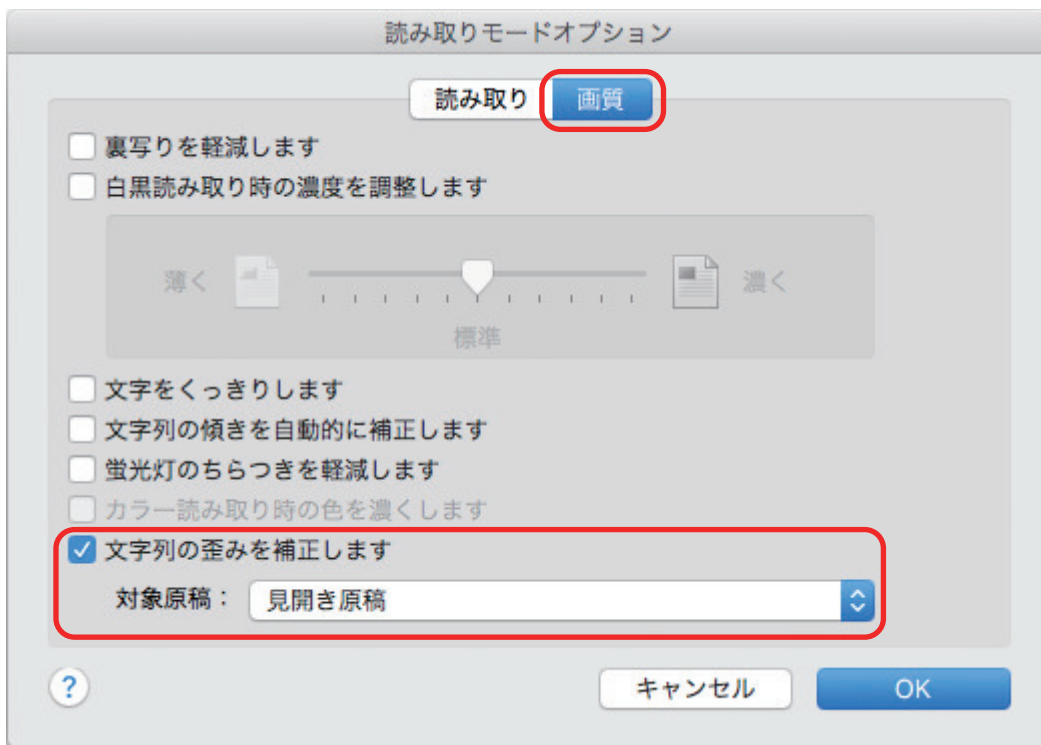 読み取りモードオプション
読み取り 画質
裏写りを軽減します
白黒読み取り時の濃度を調整します
薄く 濃く
標準
文字をくっきりします
文字列の傾きを自動的に補正します
蛍光灯のちらつきを軽減します
カラー読み取り時の色を濃くします
文字列の歪みを補正します
対象原稿： 見開き原稿
? キャンセル OK